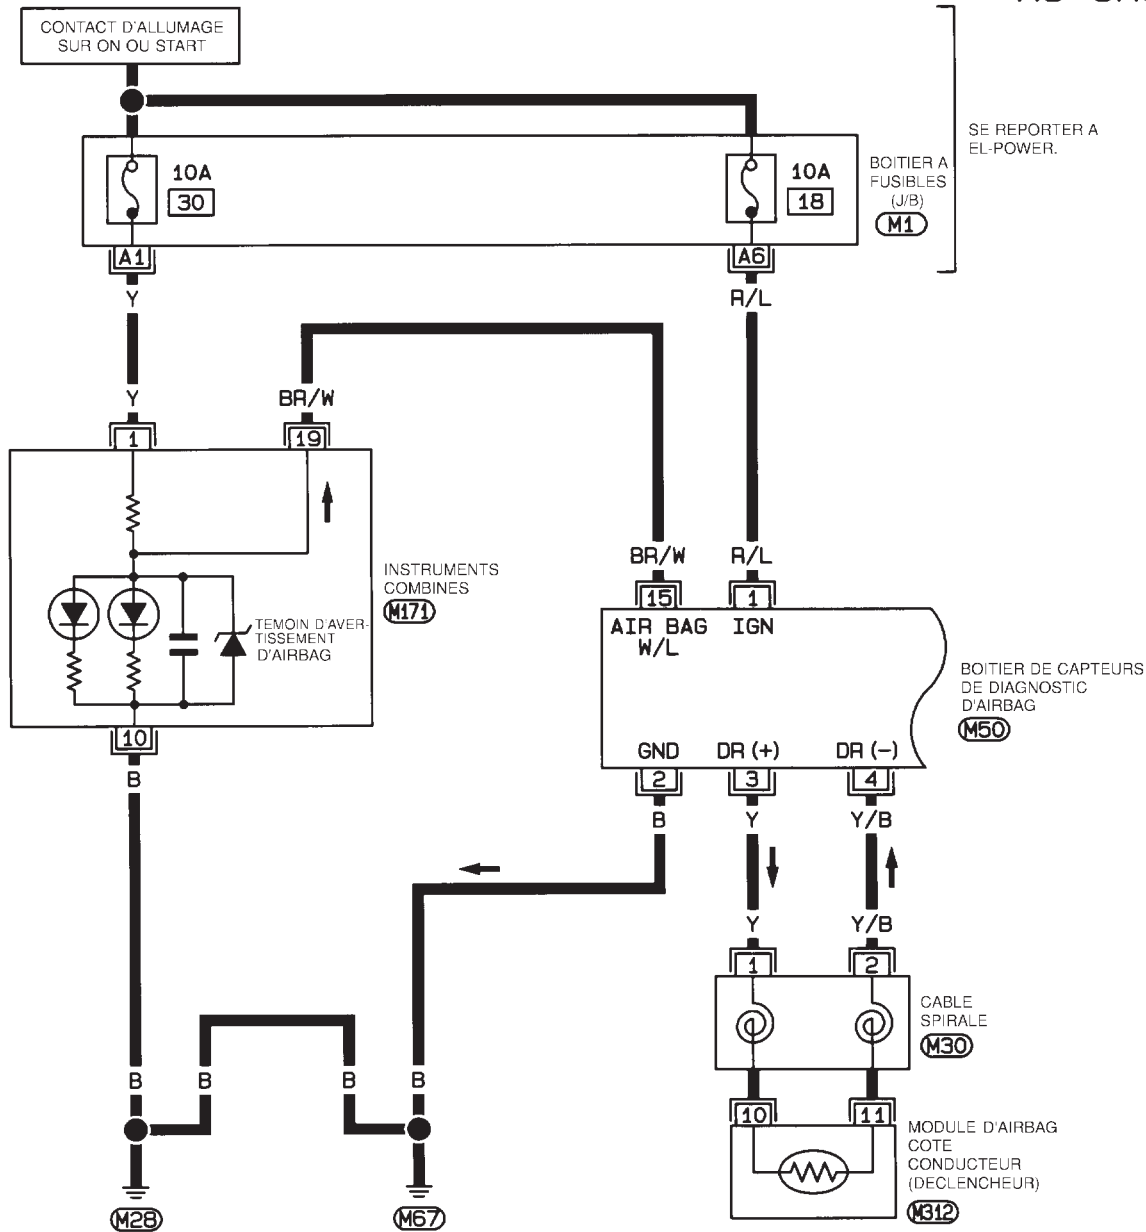 CONTACT D'ALLUMAGE
SUR ON OU START
SE REPORTER A
EL-POWER.
10A
30
10A
18
BOITIER A
FUSIBLES
(J/B)
M1
A1
A6
Y
R/L
Y
BR/W
1
19
BR/W
R/L
INSTRUMENTS
COMBINES
M171
15
1
AIR BAG
W/L
IGN
TEMOIN D'AVER-
TISSEMENT
D'AIRBAG
BOITIER DE CAPTEURS
DE DIAGNOSTIC
D'AIRBAG
M50
10
GND
DR (+)
DR (-)
2
3
4
B
B
Y
Y/B
Y
Y/B
1
2
CABLE
SPIRALE
M30
B
B
B
B
10
11
MODULE D'AIRBAG
COTE
CONDUCTEUR
(DECLENCHEUR)
M312
M28
M67